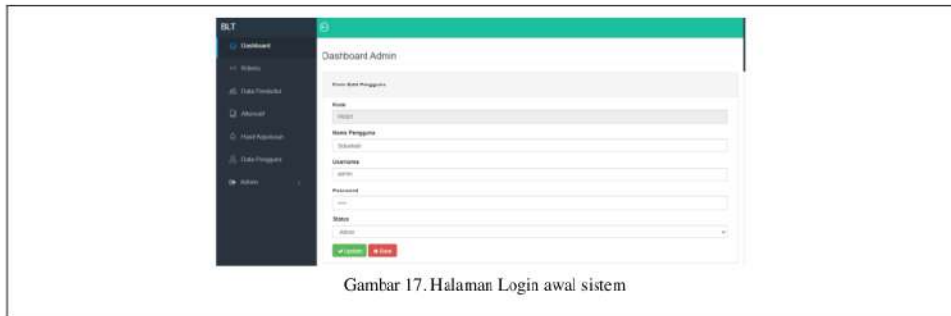 BLT
Dashboard
Dashboard Admin
Kriteria
Form Edit Pengguna
Data Penduduk
Kode
Alternatif
Nama Pengguna
Hasil Keputusan
Data Pengguna
Username
admin
Admin
Password
Status
Admin
Update
Gambar 17. Halaman Login awal sistem